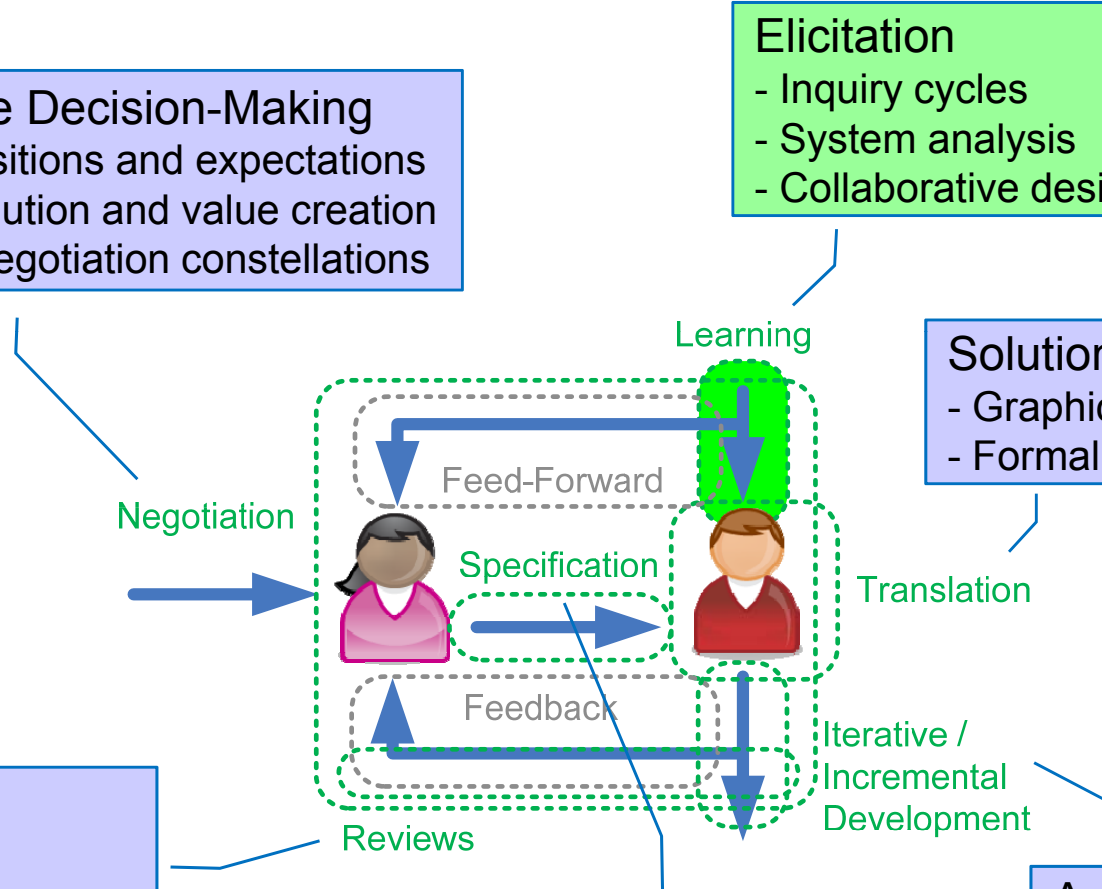 Elicitation
- Inquiry cycles
- System analysis
- Collaborative desi
e Decision-Making
sitions and expectations
ution and value creation
egotiation constellations
Learning
Solution
- Graphic
- Formal
Feed-Forward
Negotiation
Specification
Translation
Feedback
Iterative /
Incremental
Development
Reviews